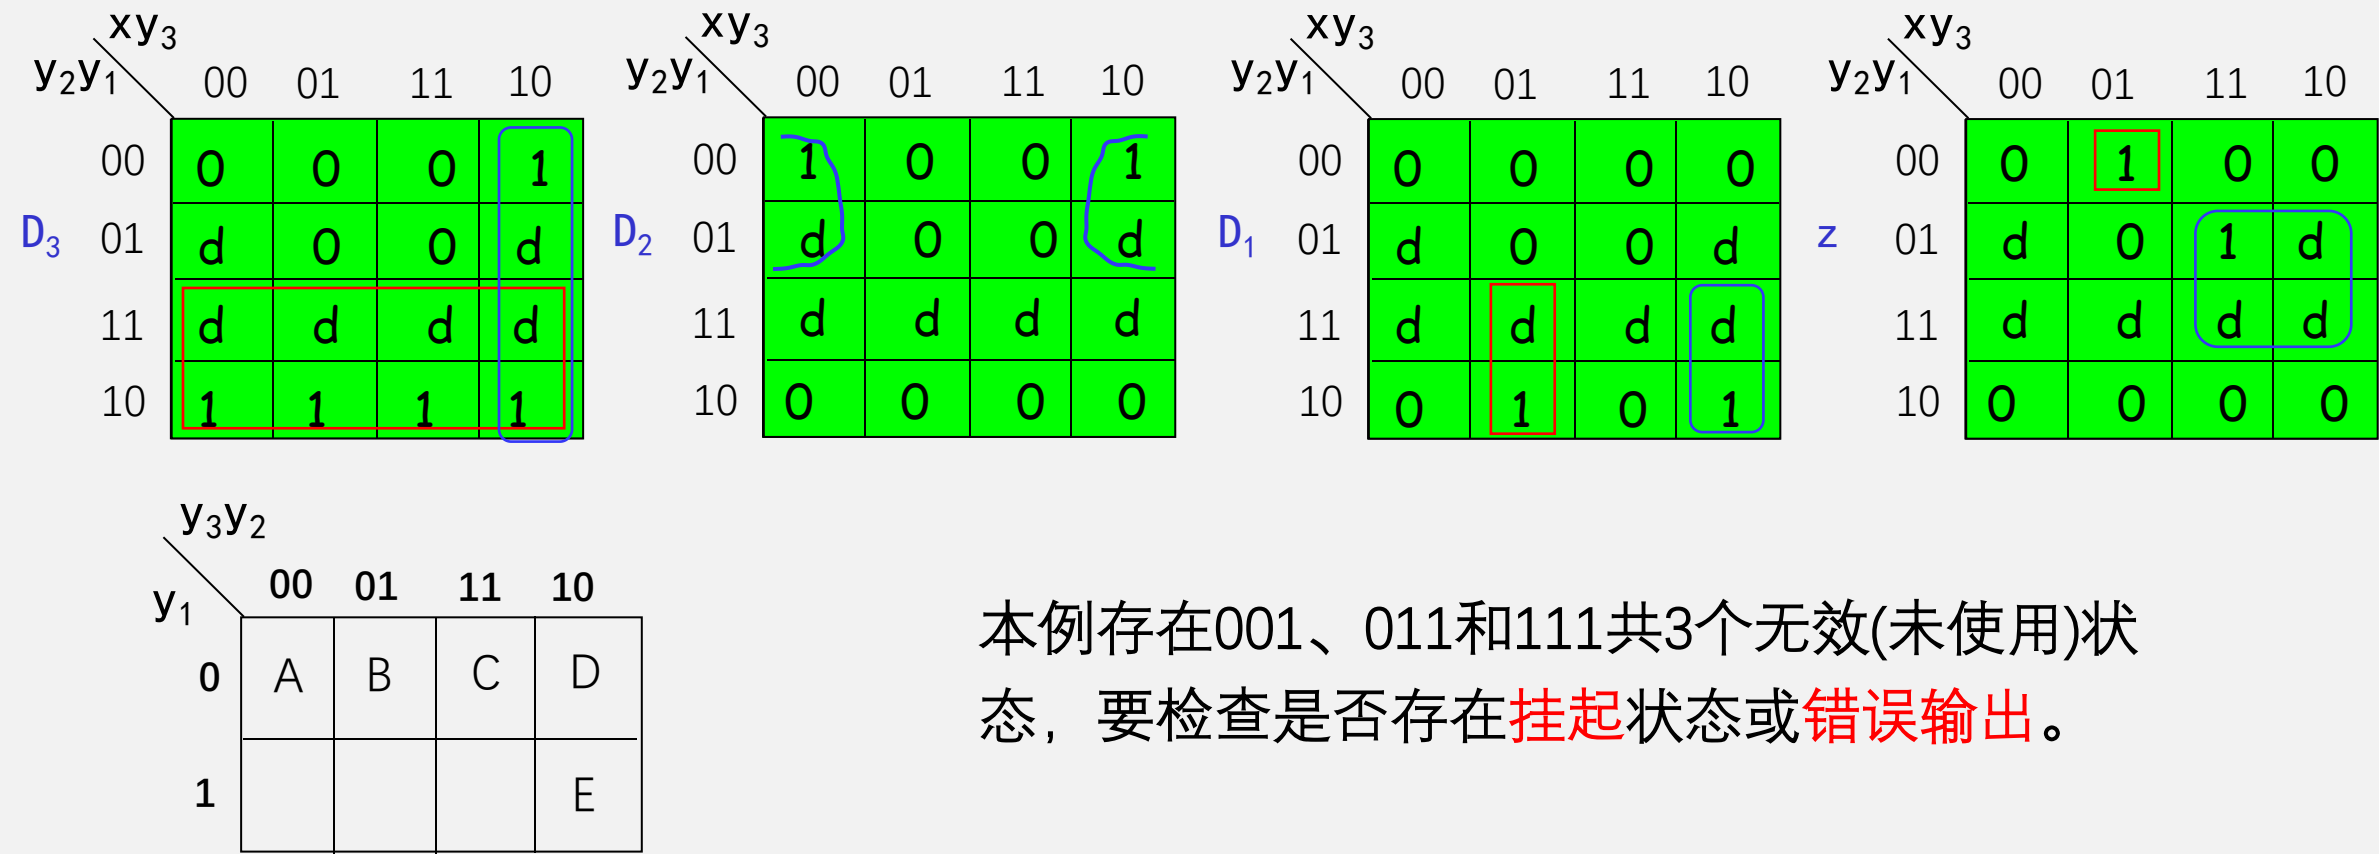 xy3 xy3 xy3 xy3
y2y1 00 01 11 10 y2y1 00 01 11 10 y2y1 00 01 11 10 y2y1 00 01 11 10
00 0 0 0 1 00 1 0 0 1 00 0 0 0 0 00 0 1 0 0
D3 01 d 0 0 d D2 01 d 0 0 d D1 01 d 0 0 d z 01 d 0 1 d
11 d d d d 11 d d d d 11 d d d d 11 d d d d
10 1 1 1 1 10 0 0 0 0 10 0 1 0 1 10 0 0 0 0
y3y2
y1 00 01 11 10
0 A B C D
1 E
本例存在001、011和111共3个无效(未使用)状
态，要检查是否存在挂起状态或错误输出。